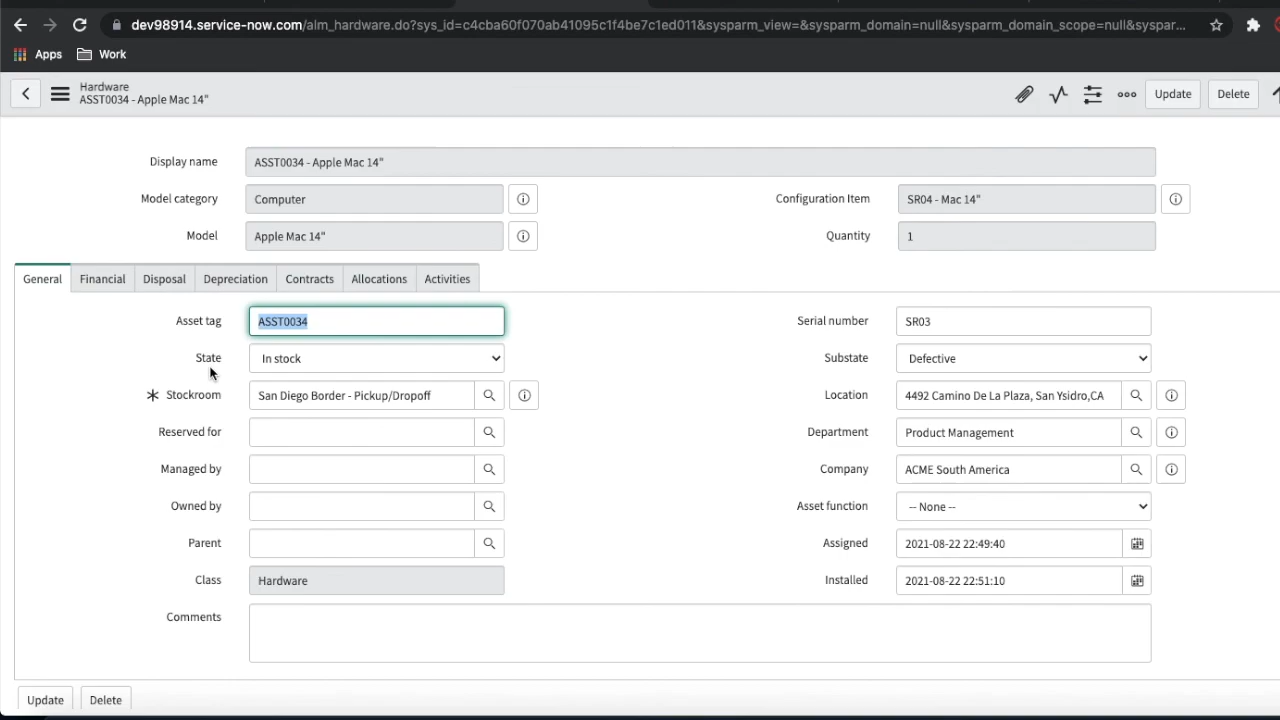 dev98914.service-now.com/alm_hardware.do?sys_id=c4cba60f070ab41095c1f4be7c1ed011&sysparm_view=&sysparm_domain=null&sysparm_domain_scope=null&syspar...
Apps Work
Hardware
ASST0034 - Apple Mac 14"
Update Delete
Display name ASST0034 - Apple Mac 14"
Model category Computer Configuration Item SR04 - Mac 14"
Model Apple Mac 14" Quantity 1
General Financial Disposal Depreciation Contracts Allocations Activities
Asset tag ASST0034 Serial number SR03
State In stock Substate Defective
* Stockroom San Diego Border - Pickup/Dropoff Location 4492 Camino De La Plaza, San Ysidro,CA
Reserved for Department Product Management
Managed by Company ACME South America
Owned by Asset function -- None --
Parent Assigned 2021-08-22 22:49:40
Class Hardware Installed 2021-08-22 22:51:10
Comments
Update Delete